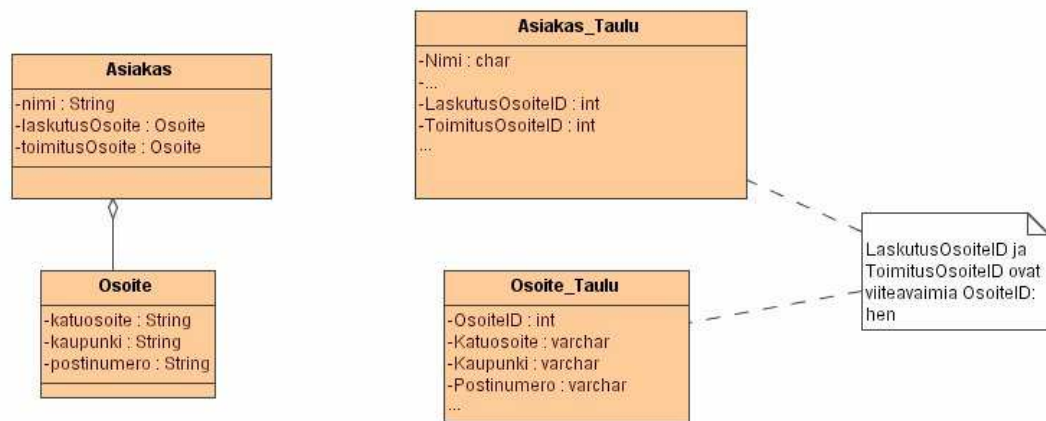 Asiakas
-nimi : String
-laskutusOsoite : Osoite
-toimitusOsoite : Osoite
Osoite
-katuosoite : String
-kaupunki : String
-postinumero : String
Asiakas_Taulu
-Nimi : char
-...
-LaskutusOsoiteID : int
-ToimitusOsoiteID : int
...
Osoite_Taulu
-OsoiteID : int
-Katuosoite : varchar
-Kaupunki : varchar
-Postinumero : varchar
...
LaskutusOsoiteID ja
ToimitusOsoiteID ovat
viiteavaimia OsoiteID:
hen